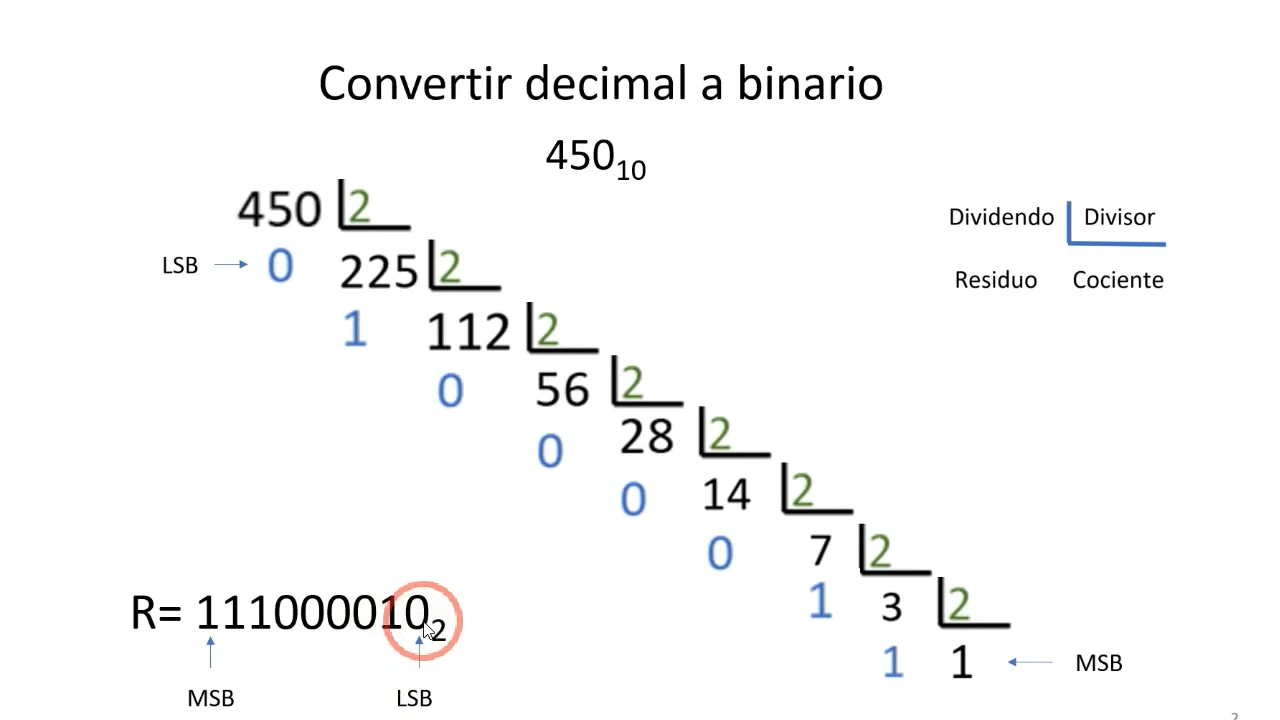 Convertir decimal a binario
450₁₀
450 2
Dividendo Divisor
LSB 0 225 2
Residuo Cociente
1 112 2
0 56 2
0 28 2
0 14 2
0 7 2
1 3 2
1 1 MSB
R= 111000010₂
MSB LSB
2